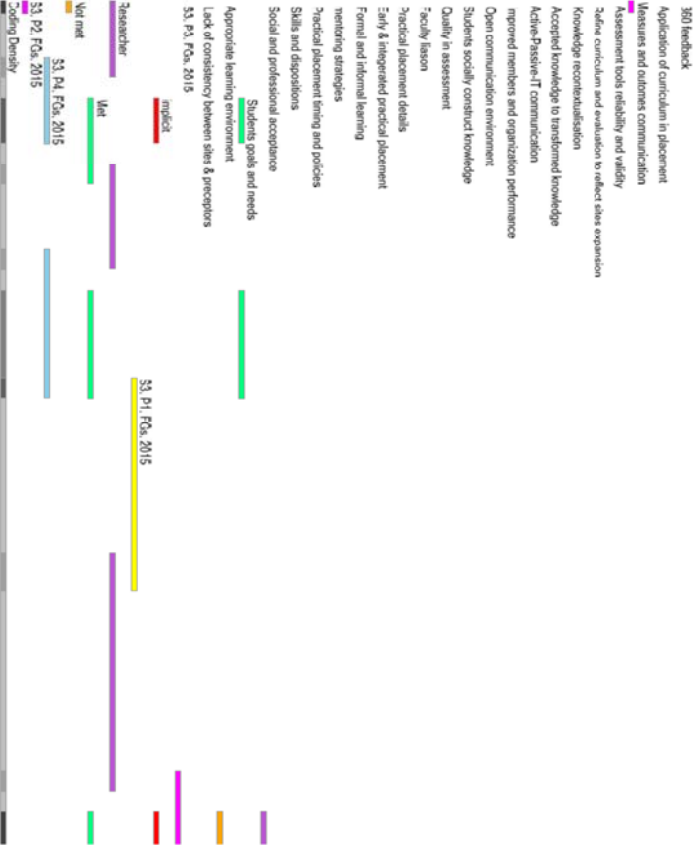 360 feedback
Application of curriculum in placement
Measures and outcomes communication
Assessment tools reliability and validity
Refine curriculum and evaluation to reflect sites expansion
Knowledge recontextualisation
Accepted knowledge to transformed knowledge
Active-Passive-IT communication
mproved members and organization performance
Open communication environment
Students socially construct knowledge
Quality in assessment
Faculty liason
Practical placement details
Early & integerated practical placement
Formal and informal learning
mentoring strategies
Practical placement timing and policies
Skills and dispositions
Social and professional acceptance
Students goals and needs
Appropriate learning environment
Lack of consistency between sites & preceptors
S3, P3, FGs, 2015
implicit
S3, P1, FGs, 2015
Researcher
Met
Not met
S3, P4, FGs, 2015
S3, P2, FGs, 2015
Coding Density